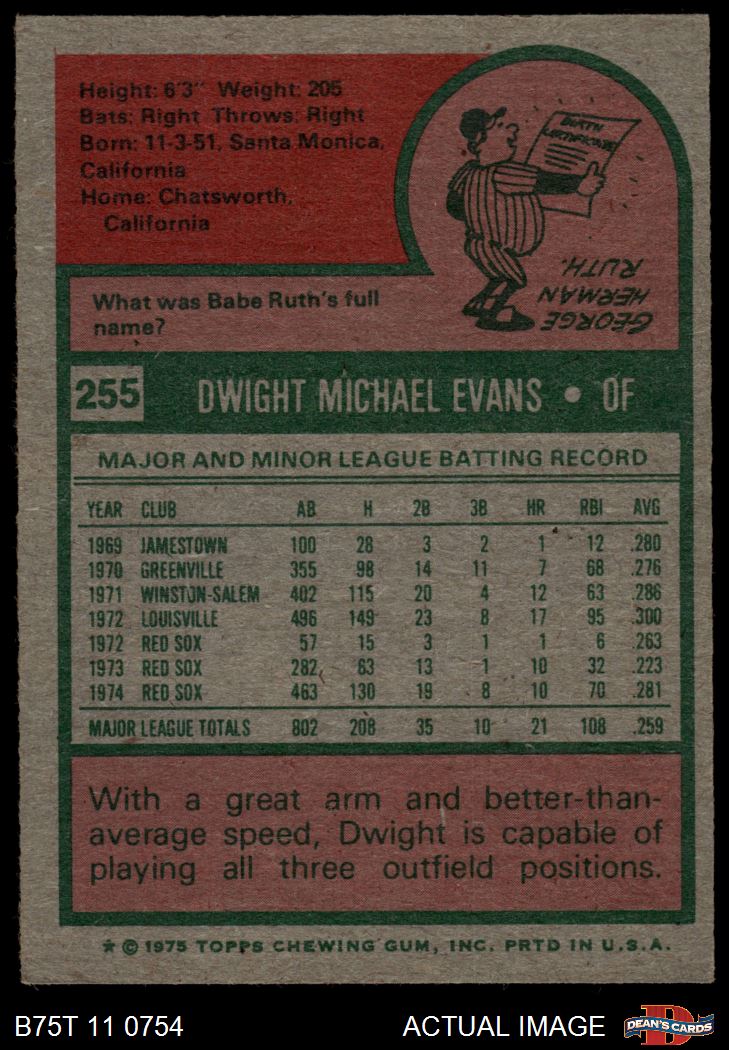 Height: 6'3" Weight: 205
Bats: Right Throws: Right
Born: 11-3-51, Santa Monica,
California
Home: Chatsworth,
California
BIRTH
CERTIFICATE
GEORGE
HERMAN
RUTH.
What was Babe Ruth's full
name?
255 DWIGHT MICHAEL EVANS • OF
MAJOR AND MINOR LEAGUE BATTING RECORD
YEAR CLUB AB H 2B 3B HR RBI AVG
1969 JAMESTOWN 100 28 3 2 1 12 .280
1970 GREENVILLE 355 98 14 11 7 68 .276
1971 WINSTON-SALEM 402 115 20 4 12 63 .286
1972 LOUISVILLE 496 149 23 8 17 95 .300
1972 RED SOX 57 15 3 1 1 6 .263
1973 RED SOX 282 63 13 1 10 32 .223
1974 RED SOX 463 130 19 8 10 70 .281
MAJOR LEAGUE TOTALS 802 208 35 10 21 108 .259
With a great arm and better-than-
average speed, Dwight is capable of
playing all three outfield positions.
* © 1975 TOPPS CHEWING GUM, INC. PRTD IN U.S.A.
B75T 11 0754 ACTUAL IMAGE DEAN'S CARDS